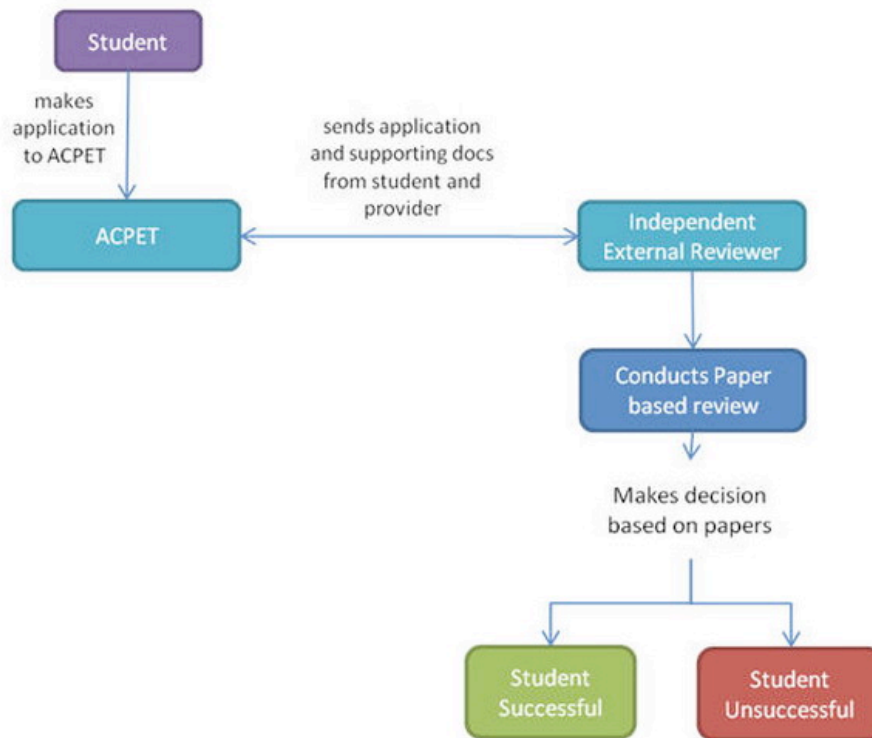 Student
makes
application
to ACPET
sends application
and supporting docs
from student and
provider
ACPET
Independent
External Reviewer
Conducts Paper
based review
Makes decision
based on papers
Student
Successful
Student
Unsuccessful